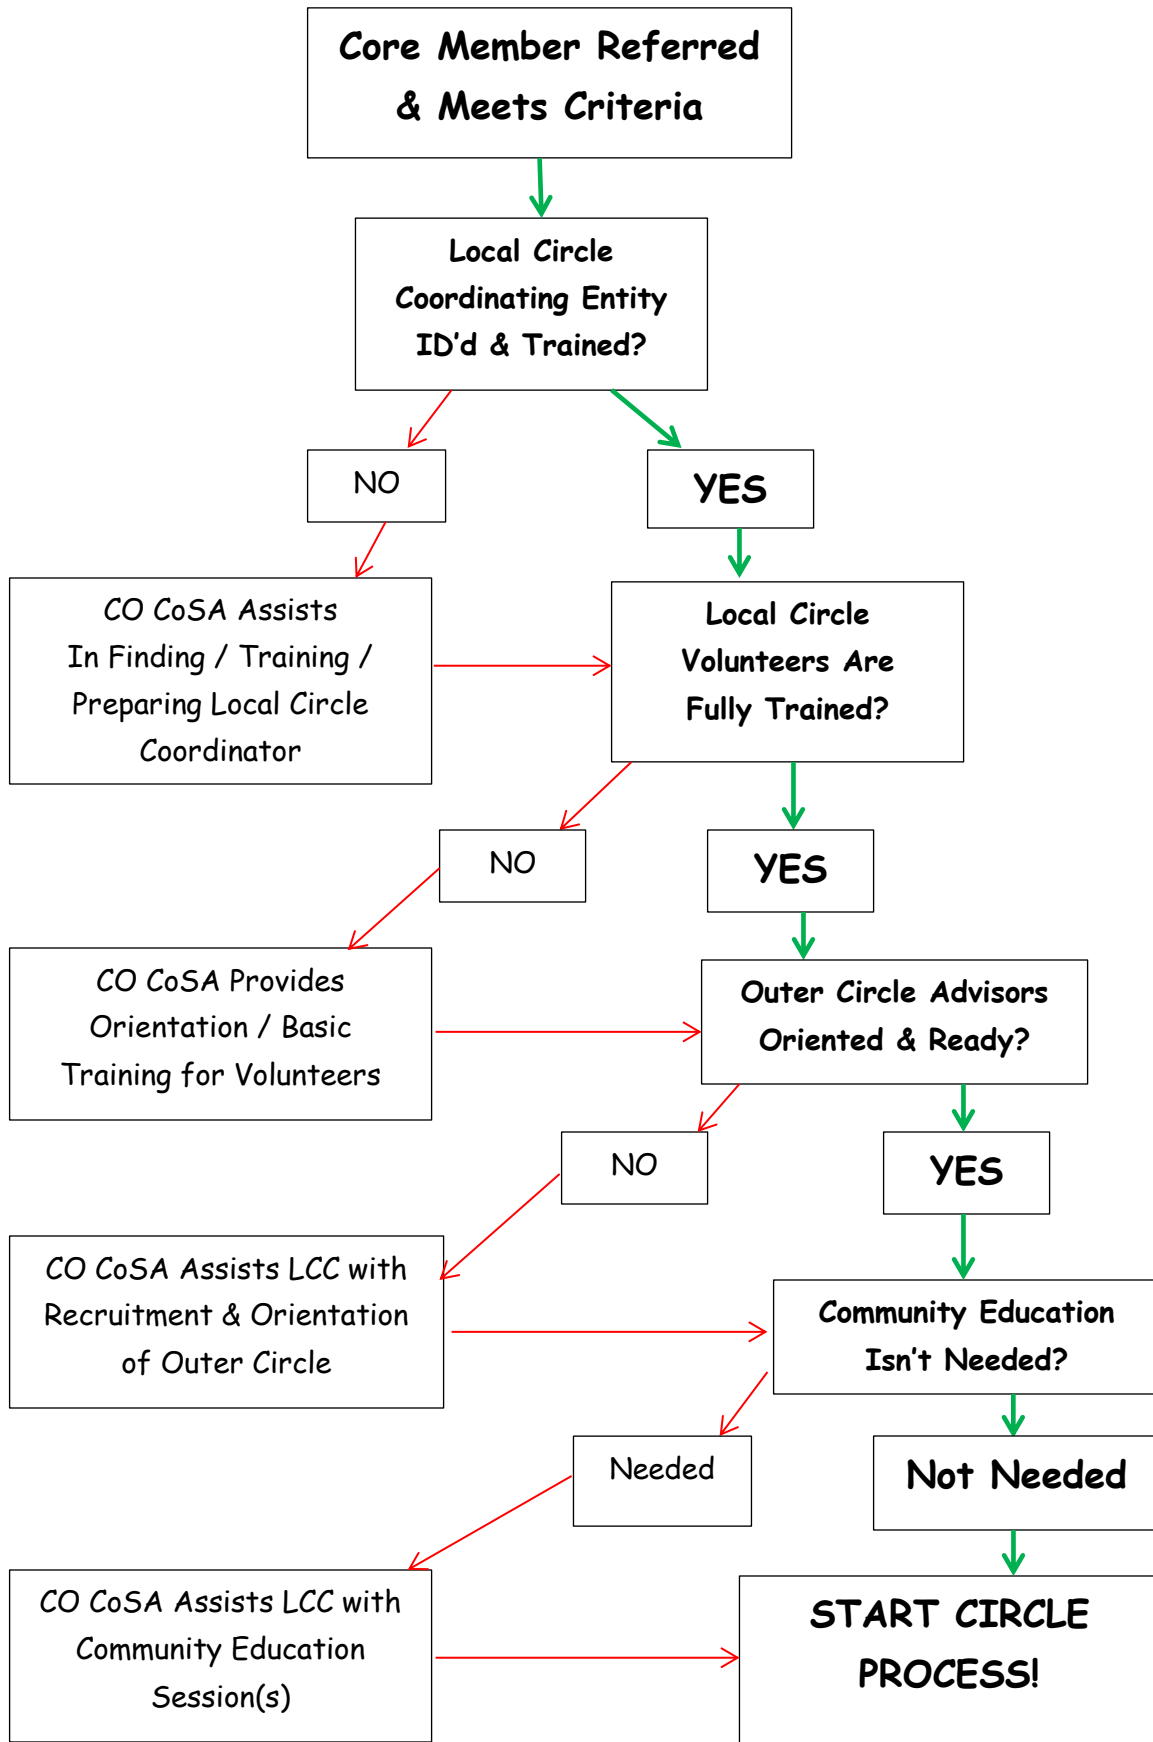 Core Member Referred
& Meets Criteria
Local Circle
Coordinating Entity
ID’d & Trained?
NO
YES
CO CoSA Assists
In Finding / Training /
Preparing Local Circle
Coordinator
Local Circle
Volunteers Are
Fully Trained?
NO
YES
CO CoSA Provides
Orientation / Basic
Training for Volunteers
Outer Circle Advisors
Oriented & Ready?
NO
YES
CO CoSA Assists LCC with
Recruitment & Orientation
of Outer Circle
Community Education
Isn’t Needed?
Needed
Not Needed
CO CoSA Assists LCC with
Community Education
Session(s)
START CIRCLE
PROCESS!